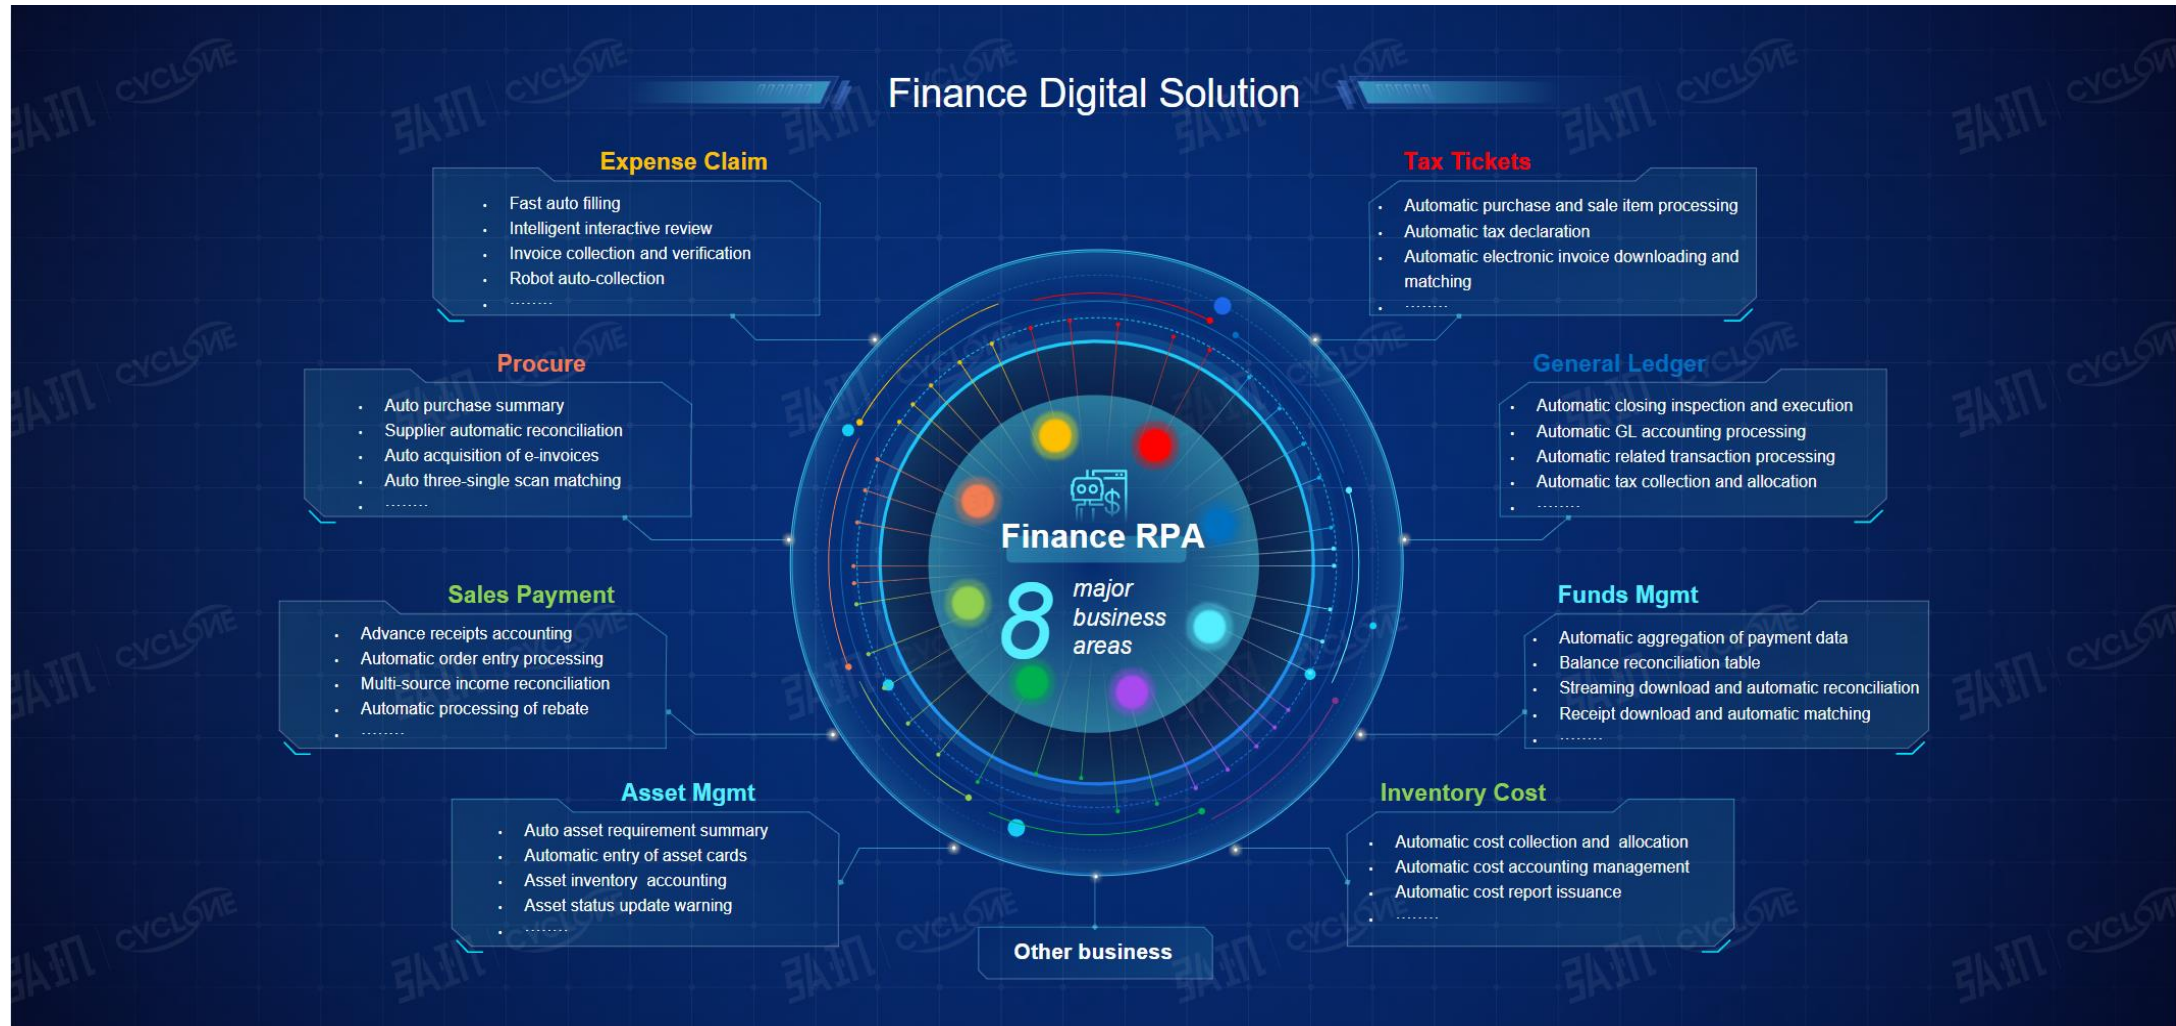 Finance Digital Solution
Expense Claim
Fast auto filling
Intelligent interactive review
Invoice collection and verification
Robot auto-collection
--------
Procure
Auto purchase summary
Supplier automatic reconciliation
Auto acquisition of e-invoices
Auto three-single scan matching
--------
Sales Payment
Advance receipts accounting
Automatic order entry processing
Multi-source income reconciliation
Automatic processing of rebate
--------
Asset Mgmt
Auto asset requirement summary
Automatic entry of asset cards
Asset inventory accounting
Asset status update warning
--------
Finance RPA
8
major
business
areas
Other business
Tax Tickets
Automatic purchase and sale item processing
Automatic tax declaration
Automatic electronic invoice downloading and
matching
--------
General Ledger
Automatic closing inspection and execution
Automatic GL accounting processing
Automatic related transaction processing
Automatic tax collection and allocation
--------
Funds Mgmt
Automatic aggregation of payment data
Balance reconciliation table
Streaming download and automatic reconciliation
Receipt download and automatic matching
--------
Inventory Cost
Automatic cost collection and allocation
Automatic cost accounting management
Automatic cost report issuance
--------
CYCLONE